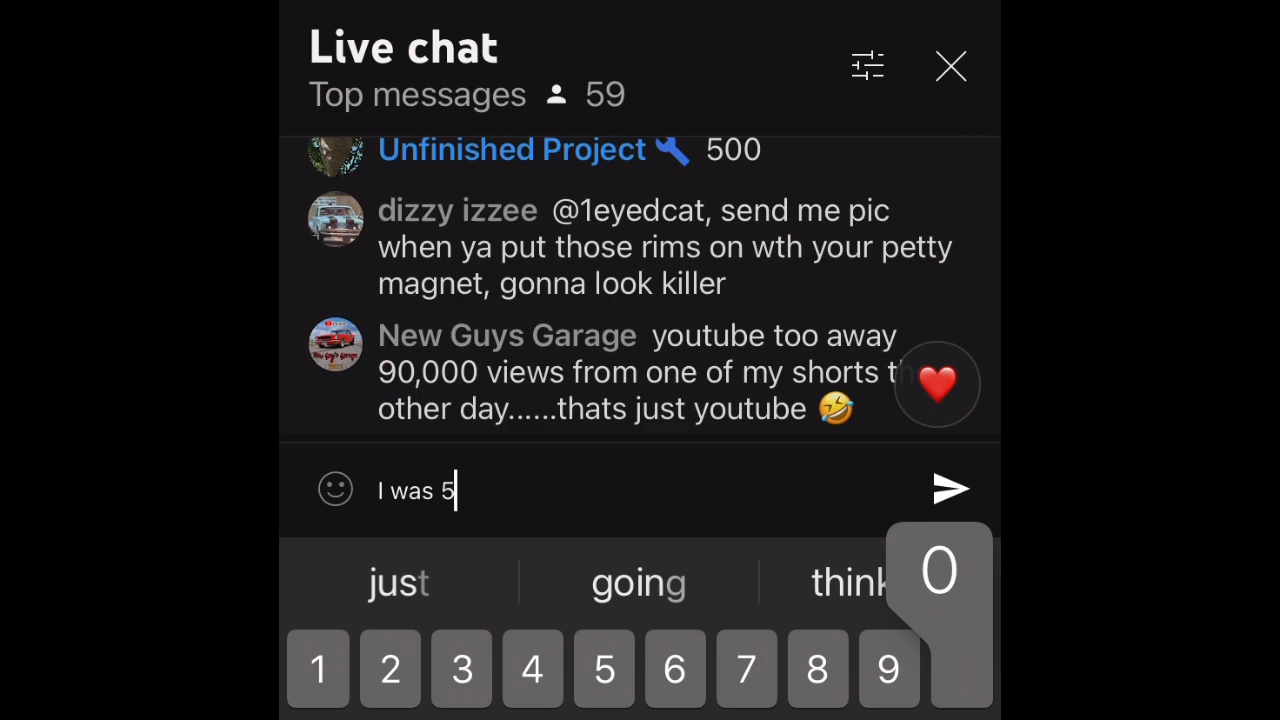 Live chat
Top messages 59
Unfinished Project 500
dizzy izzee @1eyedcat, send me pic
when ya put those rims on wth your petty
magnet, gonna look killer
New Guys Garage youtube too away
90,000 views from one of my shorts
other day......thats just youtube 🤣
I was 5
just going think
0
1 2 3 4 5 6 7 8 9